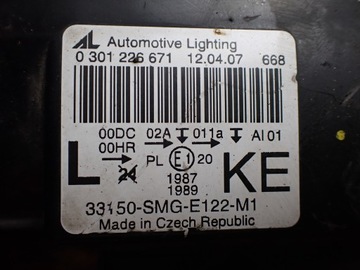 AL Automotive Lighting
0 301 226 671 12.04.07 668
00DC 02A 011a AI 01
00HR PL E1 20
L 24 1987 KE
1989
33150-SMG-E122-M1
Made in Czech Republic